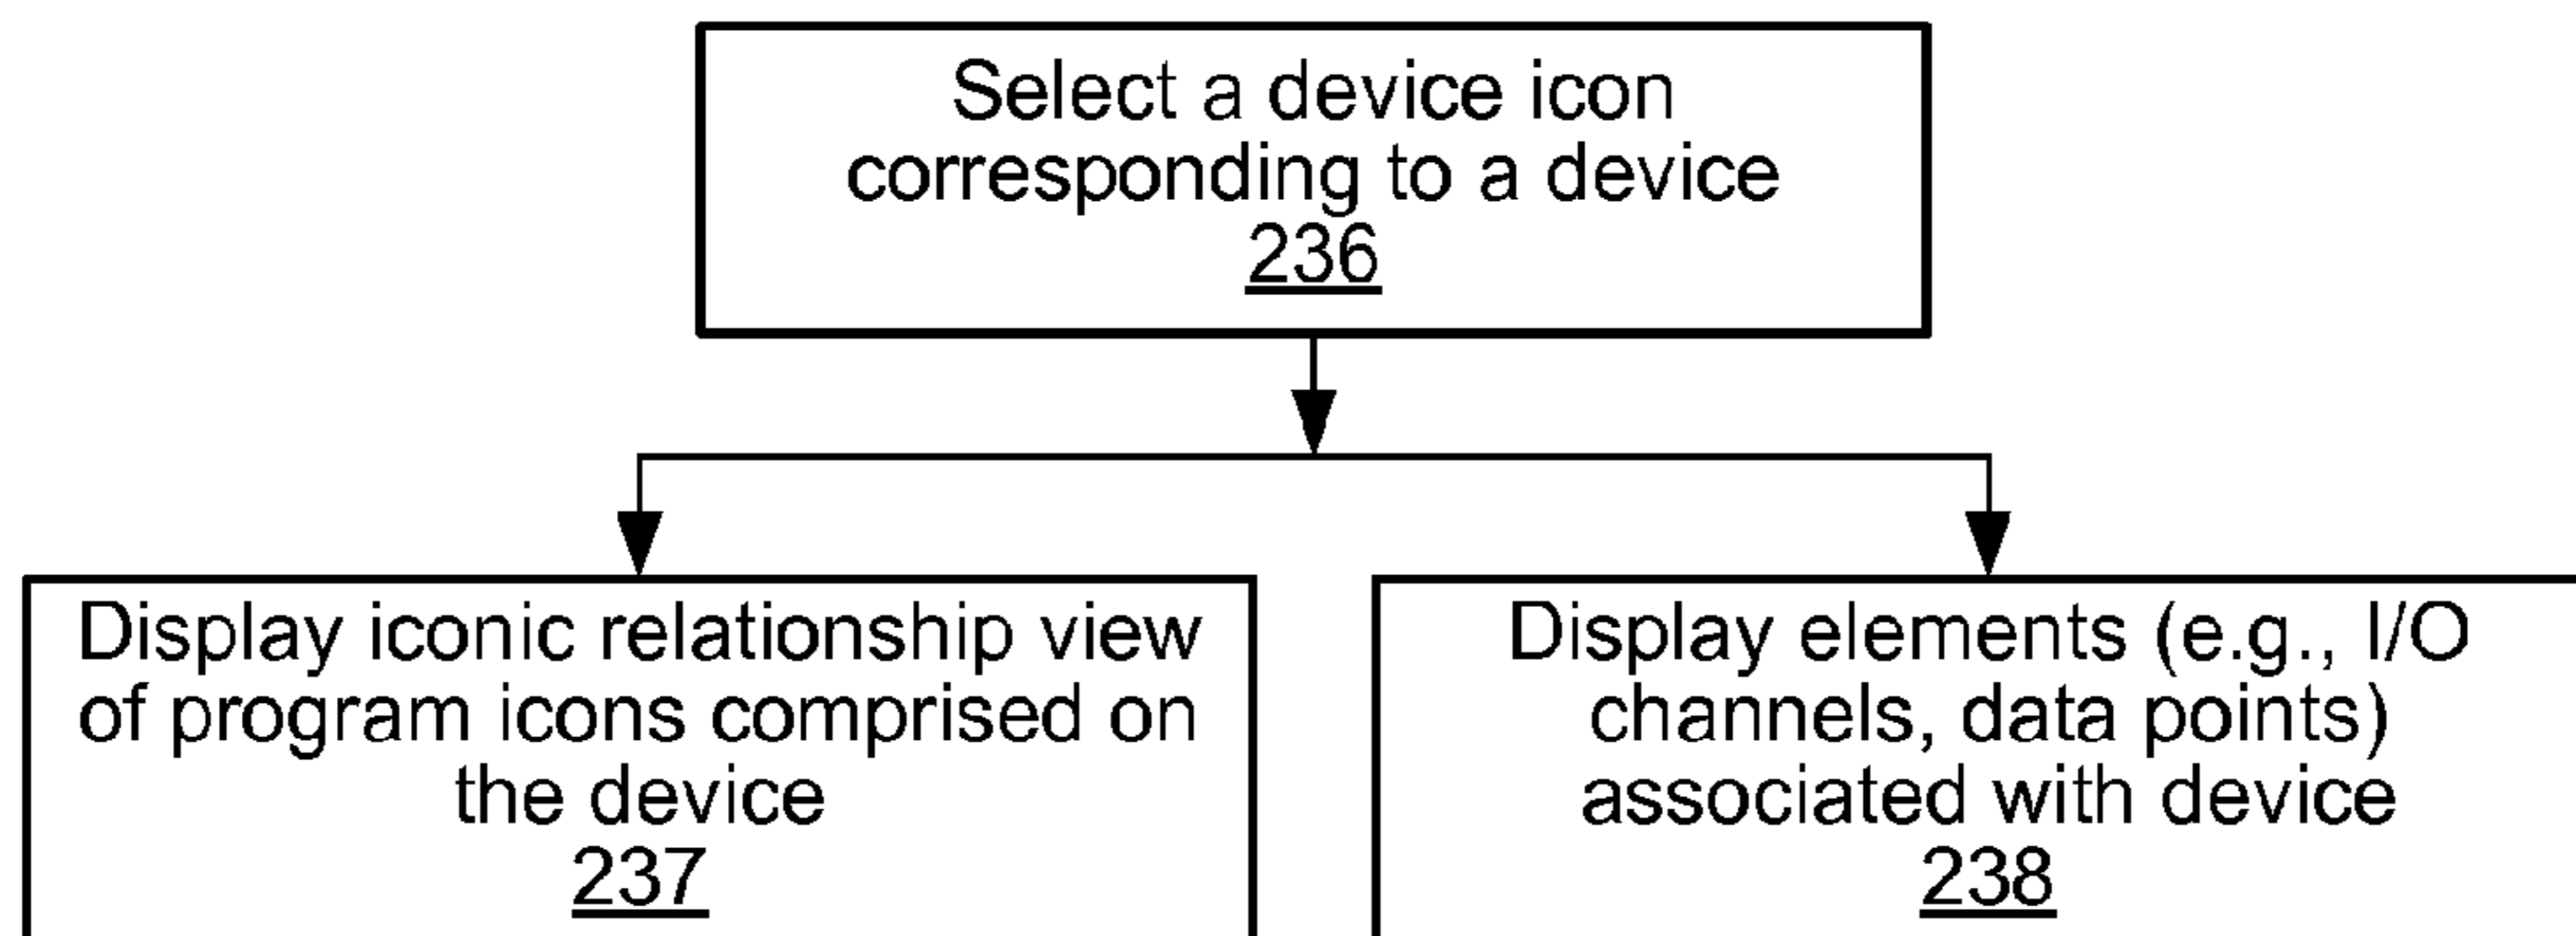 Select a device icon
corresponding to a device
236
Display iconic relationship view
of program icons comprised on
the device
237
Display elements (e.g., I/O
channels, data points)
associated with device
238